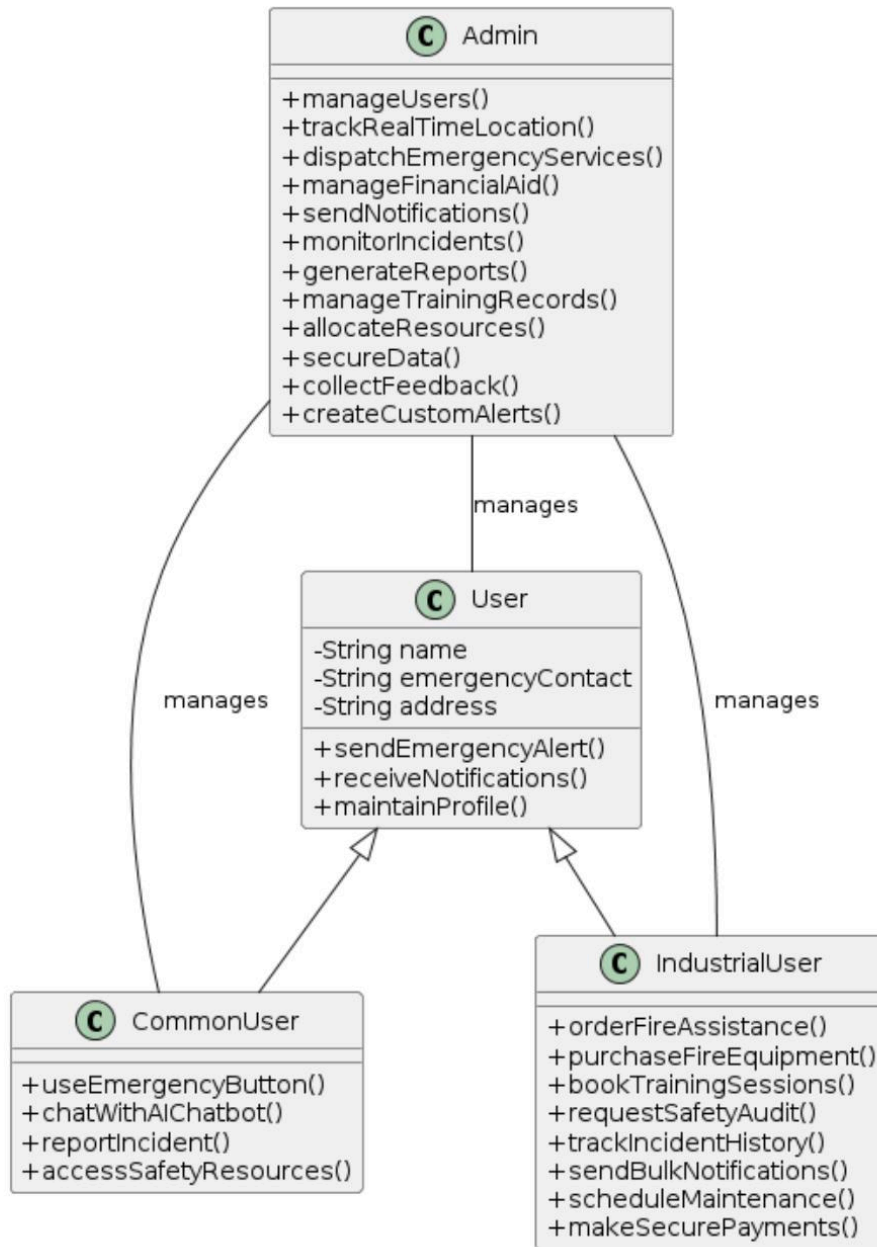 C Admin
+manageUsers()
+trackRealTimeLocation()
+dispatchEmergencyServices()
+manageFinancialAid()
+sendNotifications()
+monitorIncidents()
+generateReports()
+manageTrainingRecords()
+allocateResources()
+secureData()
+collectFeedback()
+createCustomAlerts()
manages
C User
-String name
-String emergencyContact
-String address
+sendEmergencyAlert()
+receiveNotifications()
+maintainProfile()
manages
manages
C CommonUser
+useEmergencyButton()
+chatWithAIChatbot()
+reportIncident()
+accessSafetyResources()
C IndustrialUser
+orderFireAssistance()
+purchaseFireEquipment()
+bookTrainingSessions()
+requestSafetyAudit()
+trackIncidentHistory()
+sendBulkNotifications()
+scheduleMaintenance()
+makeSecurePayments()